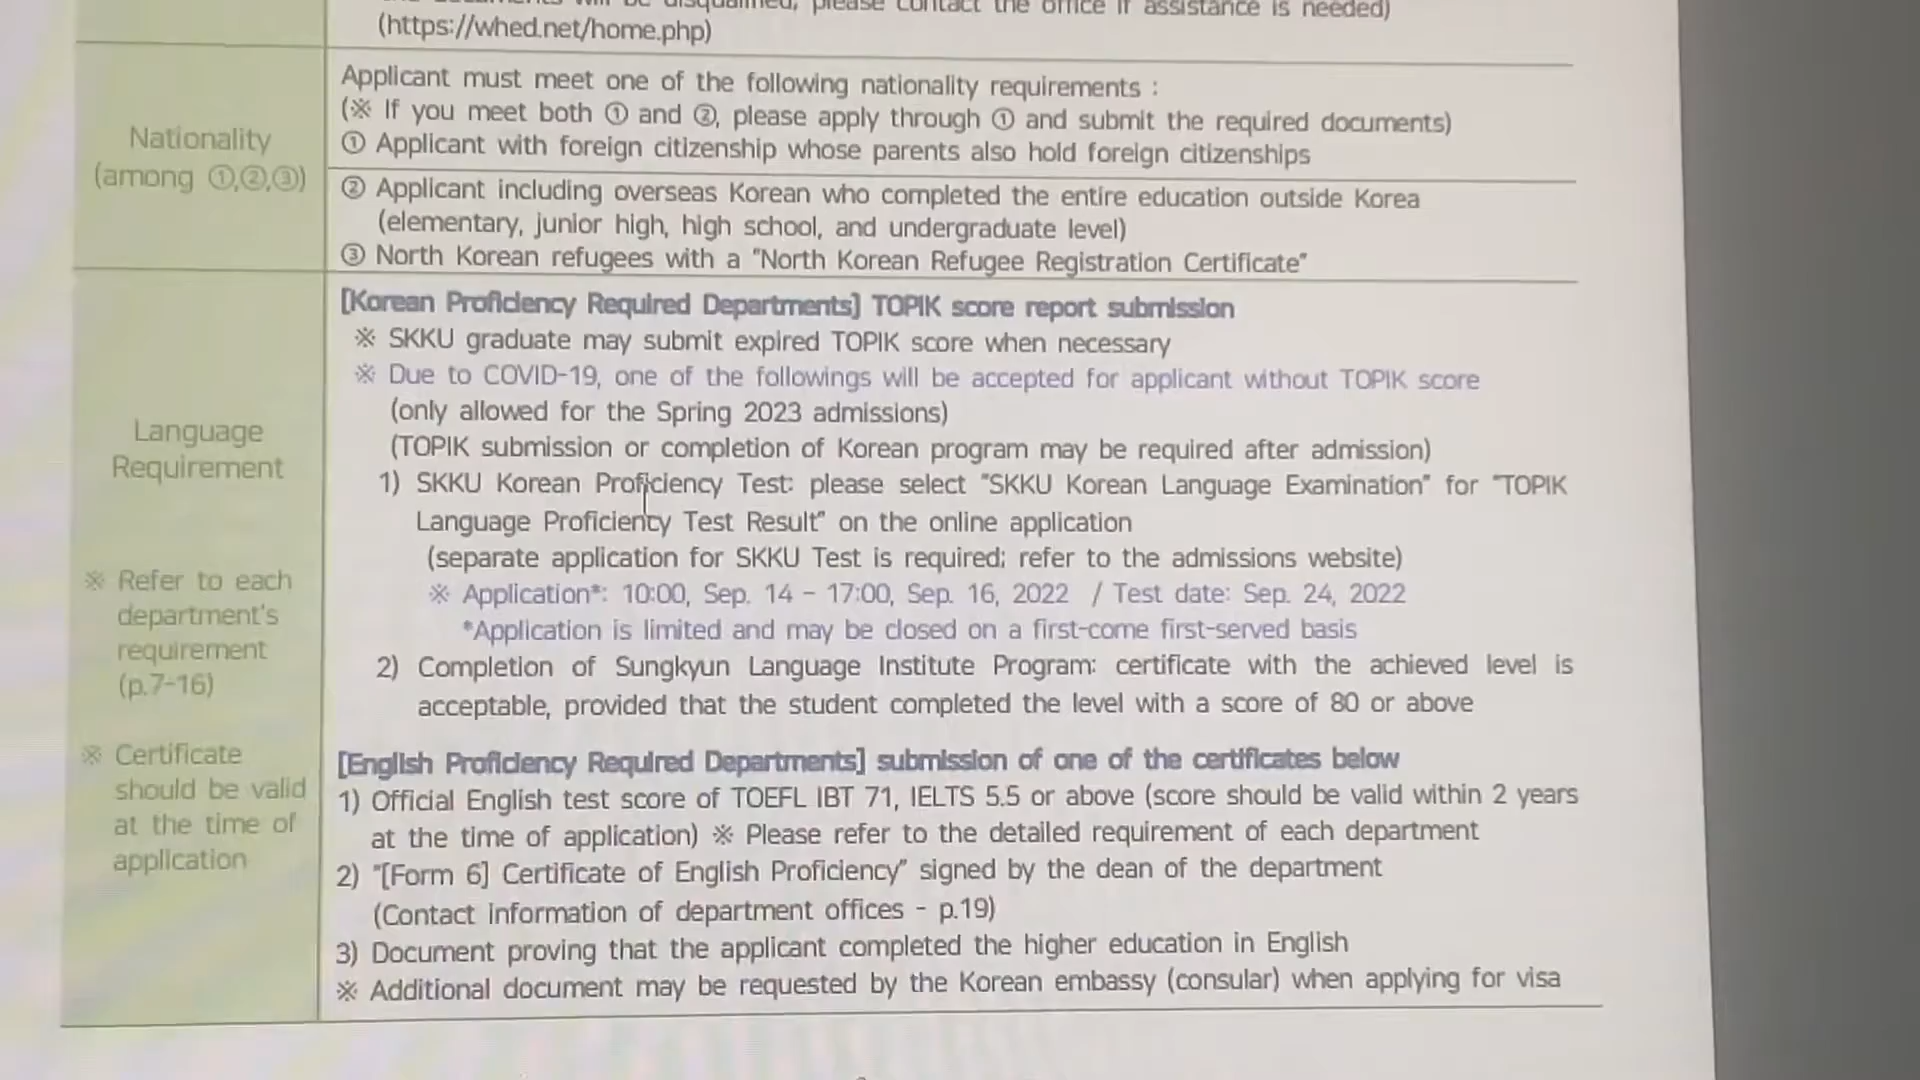 the documents will be disqualified, please contact the office if assistance is needed)
(https://whed.net/home.php)
Nationality
(among ①,②,③)
Applicant must meet one of the following nationality requirements :
(※ If you meet both ① and ②, please apply through ① and submit the required documents)
① Applicant with foreign citizenship whose parents also hold foreign citizenships
② Applicant including overseas Korean who completed the entire education outside Korea
(elementary, junior high, high school, and undergraduate level)
③ North Korean refugees with a "North Korean Refugee Registration Certificate"
Language
Requirement
※ Refer to each
department's
requirement
(p.7-16)
※ Certificate
should be valid
at the time of
application
[Korean Proficiency Required Departments] TOPIK score report submission
※ SKKU graduate may submit expired TOPIK score when necessary
※ Due to COVID-19, one of the followings will be accepted for applicant without TOPIK score
(only allowed for the Spring 2023 admissions)
(TOPIK submission or completion of Korean program may be required after admission)
1) SKKU Korean Proficiency Test: please select "SKKU Korean Language Examination" for "TOPIK
Language Proficiency Test Result" on the online application
(separate application for SKKU Test is required; refer to the admissions website)
※ Application*: 10:00, Sep. 14 - 17:00, Sep. 16, 2022 / Test date: Sep. 24, 2022
*Application is limited and may be closed on a first-come first-served basis
2) Completion of Sungkyun Language Institute Program: certificate with the achieved level is
acceptable, provided that the student completed the level with a score of 80 or above
[English Proficiency Required Departments] submission of one of the certificates below
1) Official English test score of TOEFL IBT 71, IELTS 5.5 or above (score should be valid within 2 years
at the time of application) ※ Please refer to the detailed requirement of each department
2) "[Form 6] Certificate of English Proficiency" signed by the dean of the department
(Contact information of department offices - p.19)
3) Document proving that the applicant completed the higher education in English
※ Additional document may be requested by the Korean embassy (consular) when applying for visa